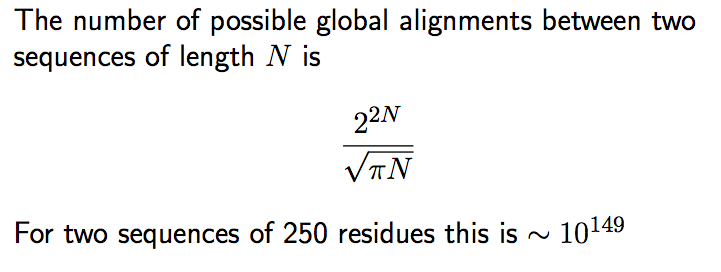 The number of possible global alignments between two
sequences of length N is
2^{2N}
√(πN)
For two sequences of 250 residues this is ∼ 10^{149}